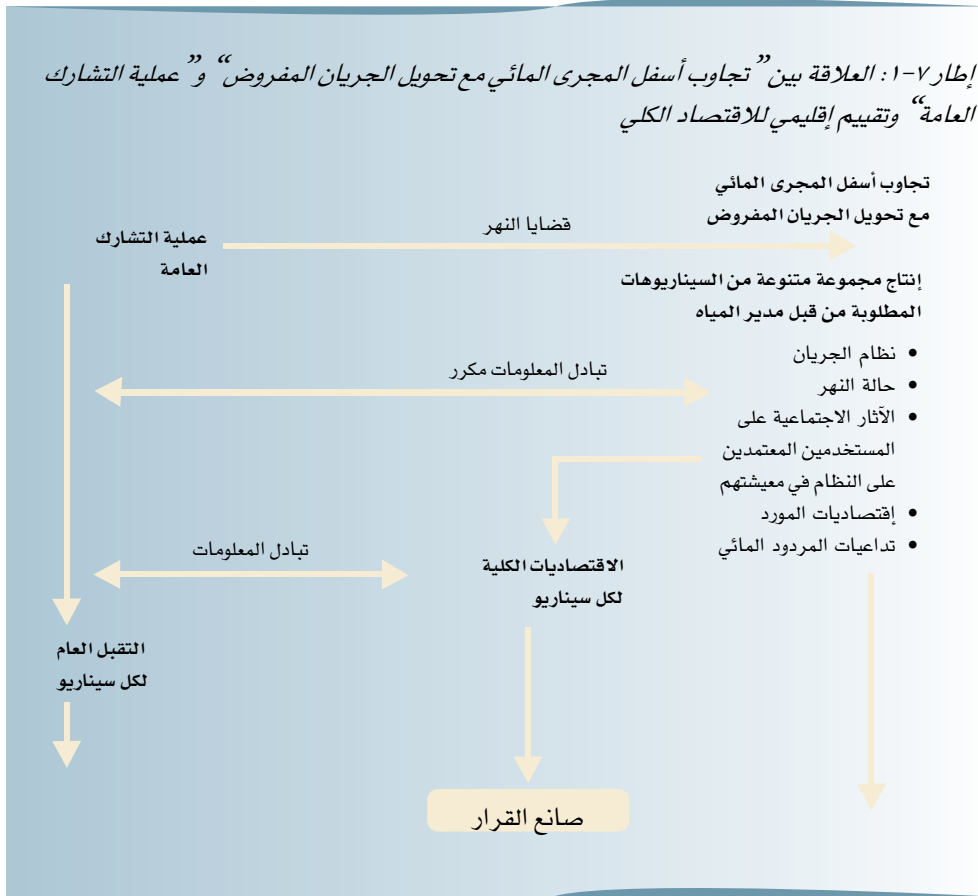 إطار ٧-١: العلاقة بين ”تجاوب أسفل المجرى المائي مع تحويل الجريان المفروض“ و”عملية التشارك
العامة“ وتقييم إقليمي للاقتصاد الكلي
تجاوب أسفل المجرى المائي
مع تحويل الجريان المفروض
قضايا النهر
عملية التشارك
العامة
إنتاج مجموعة متنوعة من السيناريوهات
المطلوبة من قبل مدير المياه
• نظام الجريان
• حالة النهر
• الآثار الاجتماعية على
المستخدمين المعتمدين
على النظام في معيشتهم
• إقتصاديات المورد
• تداعيات المردود المائي
تبادل المعلومات مكرر
تبادل المعلومات
الاقتصاديات الكلية
لكل سيناريو
التقبل العام
لكل سيناريو
صانع القرار